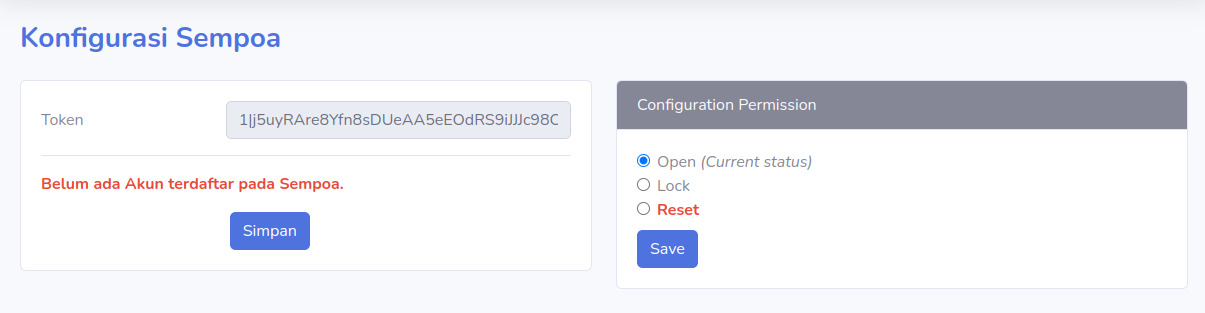 Konfigurasi Sempoa
Token
1|j5uyRAre8Yfn8sDUeAA5eEOdRS9iJJJc98C
Belum ada Akun terdaftar pada Sempoa.
Simpan
Configuration Permission
Open (Current status)
Lock
Reset
Save